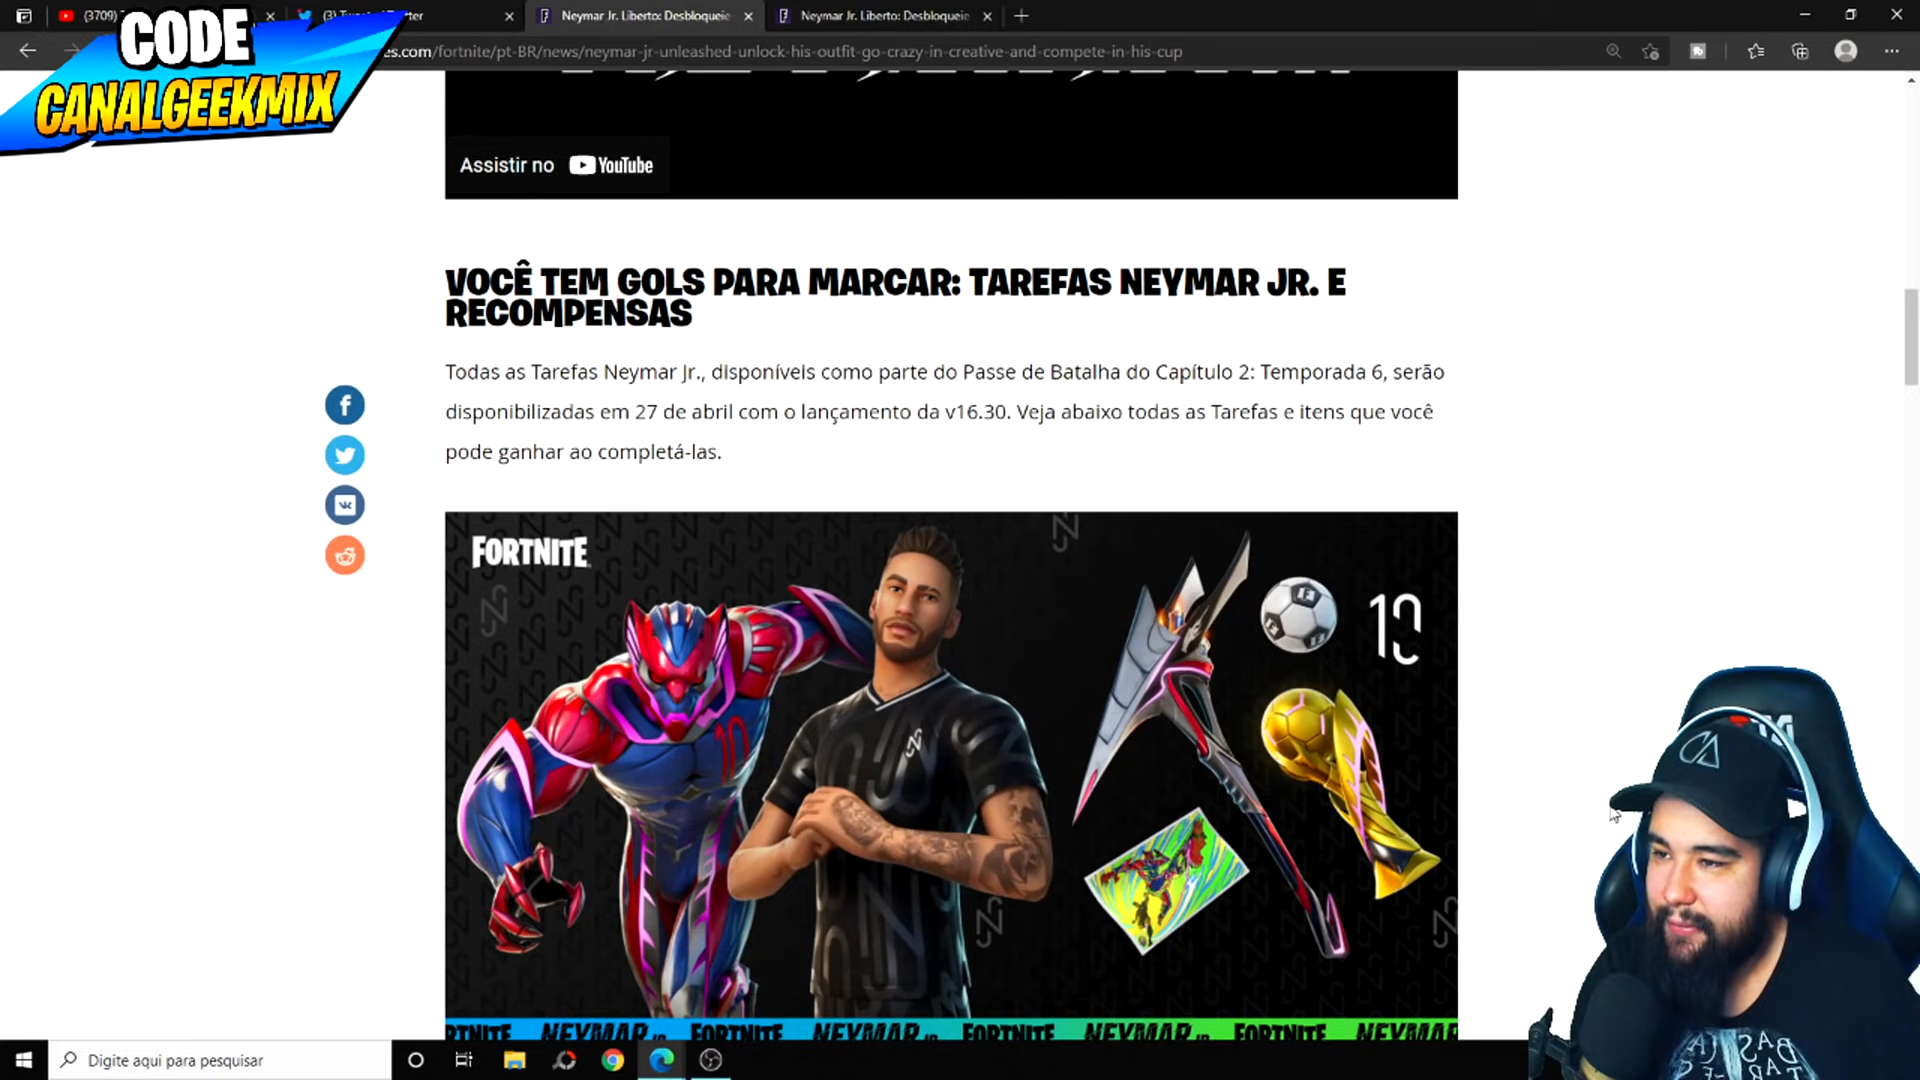 CODE
CANALGEEKMIX
(3709)
Twitter
Neymar Jr. Liberto: Desbloqueie
Neymar Jr. Liberto: Desbloqueie
es.com/fortnite/pt-BR/news/neymar-jr-unleashed-unlock-his-outfit-go-crazy-in-creative-and-compete-in-his-cup
Assistir no YouTube
VOCÊ TEM GOLS PARA MARCAR: TAREFAS NEYMAR JR. E
RECOMPENSAS
Todas as Tarefas Neymar Jr., disponíveis como parte do Passe de Batalha do Capítulo 2: Temporada 6, serão
disponibilizadas em 27 de abril com o lançamento da v16.30. Veja abaixo todas as Tarefas e itens que você
pode ganhar ao completá-las.
FORTNITE
10
10
FORTNITE NEYMAR JR FORTNITE NEYMAR JR FORTNITE NEYMAR JR FORTNITE NEYMAR
Digite aqui para pesquisar